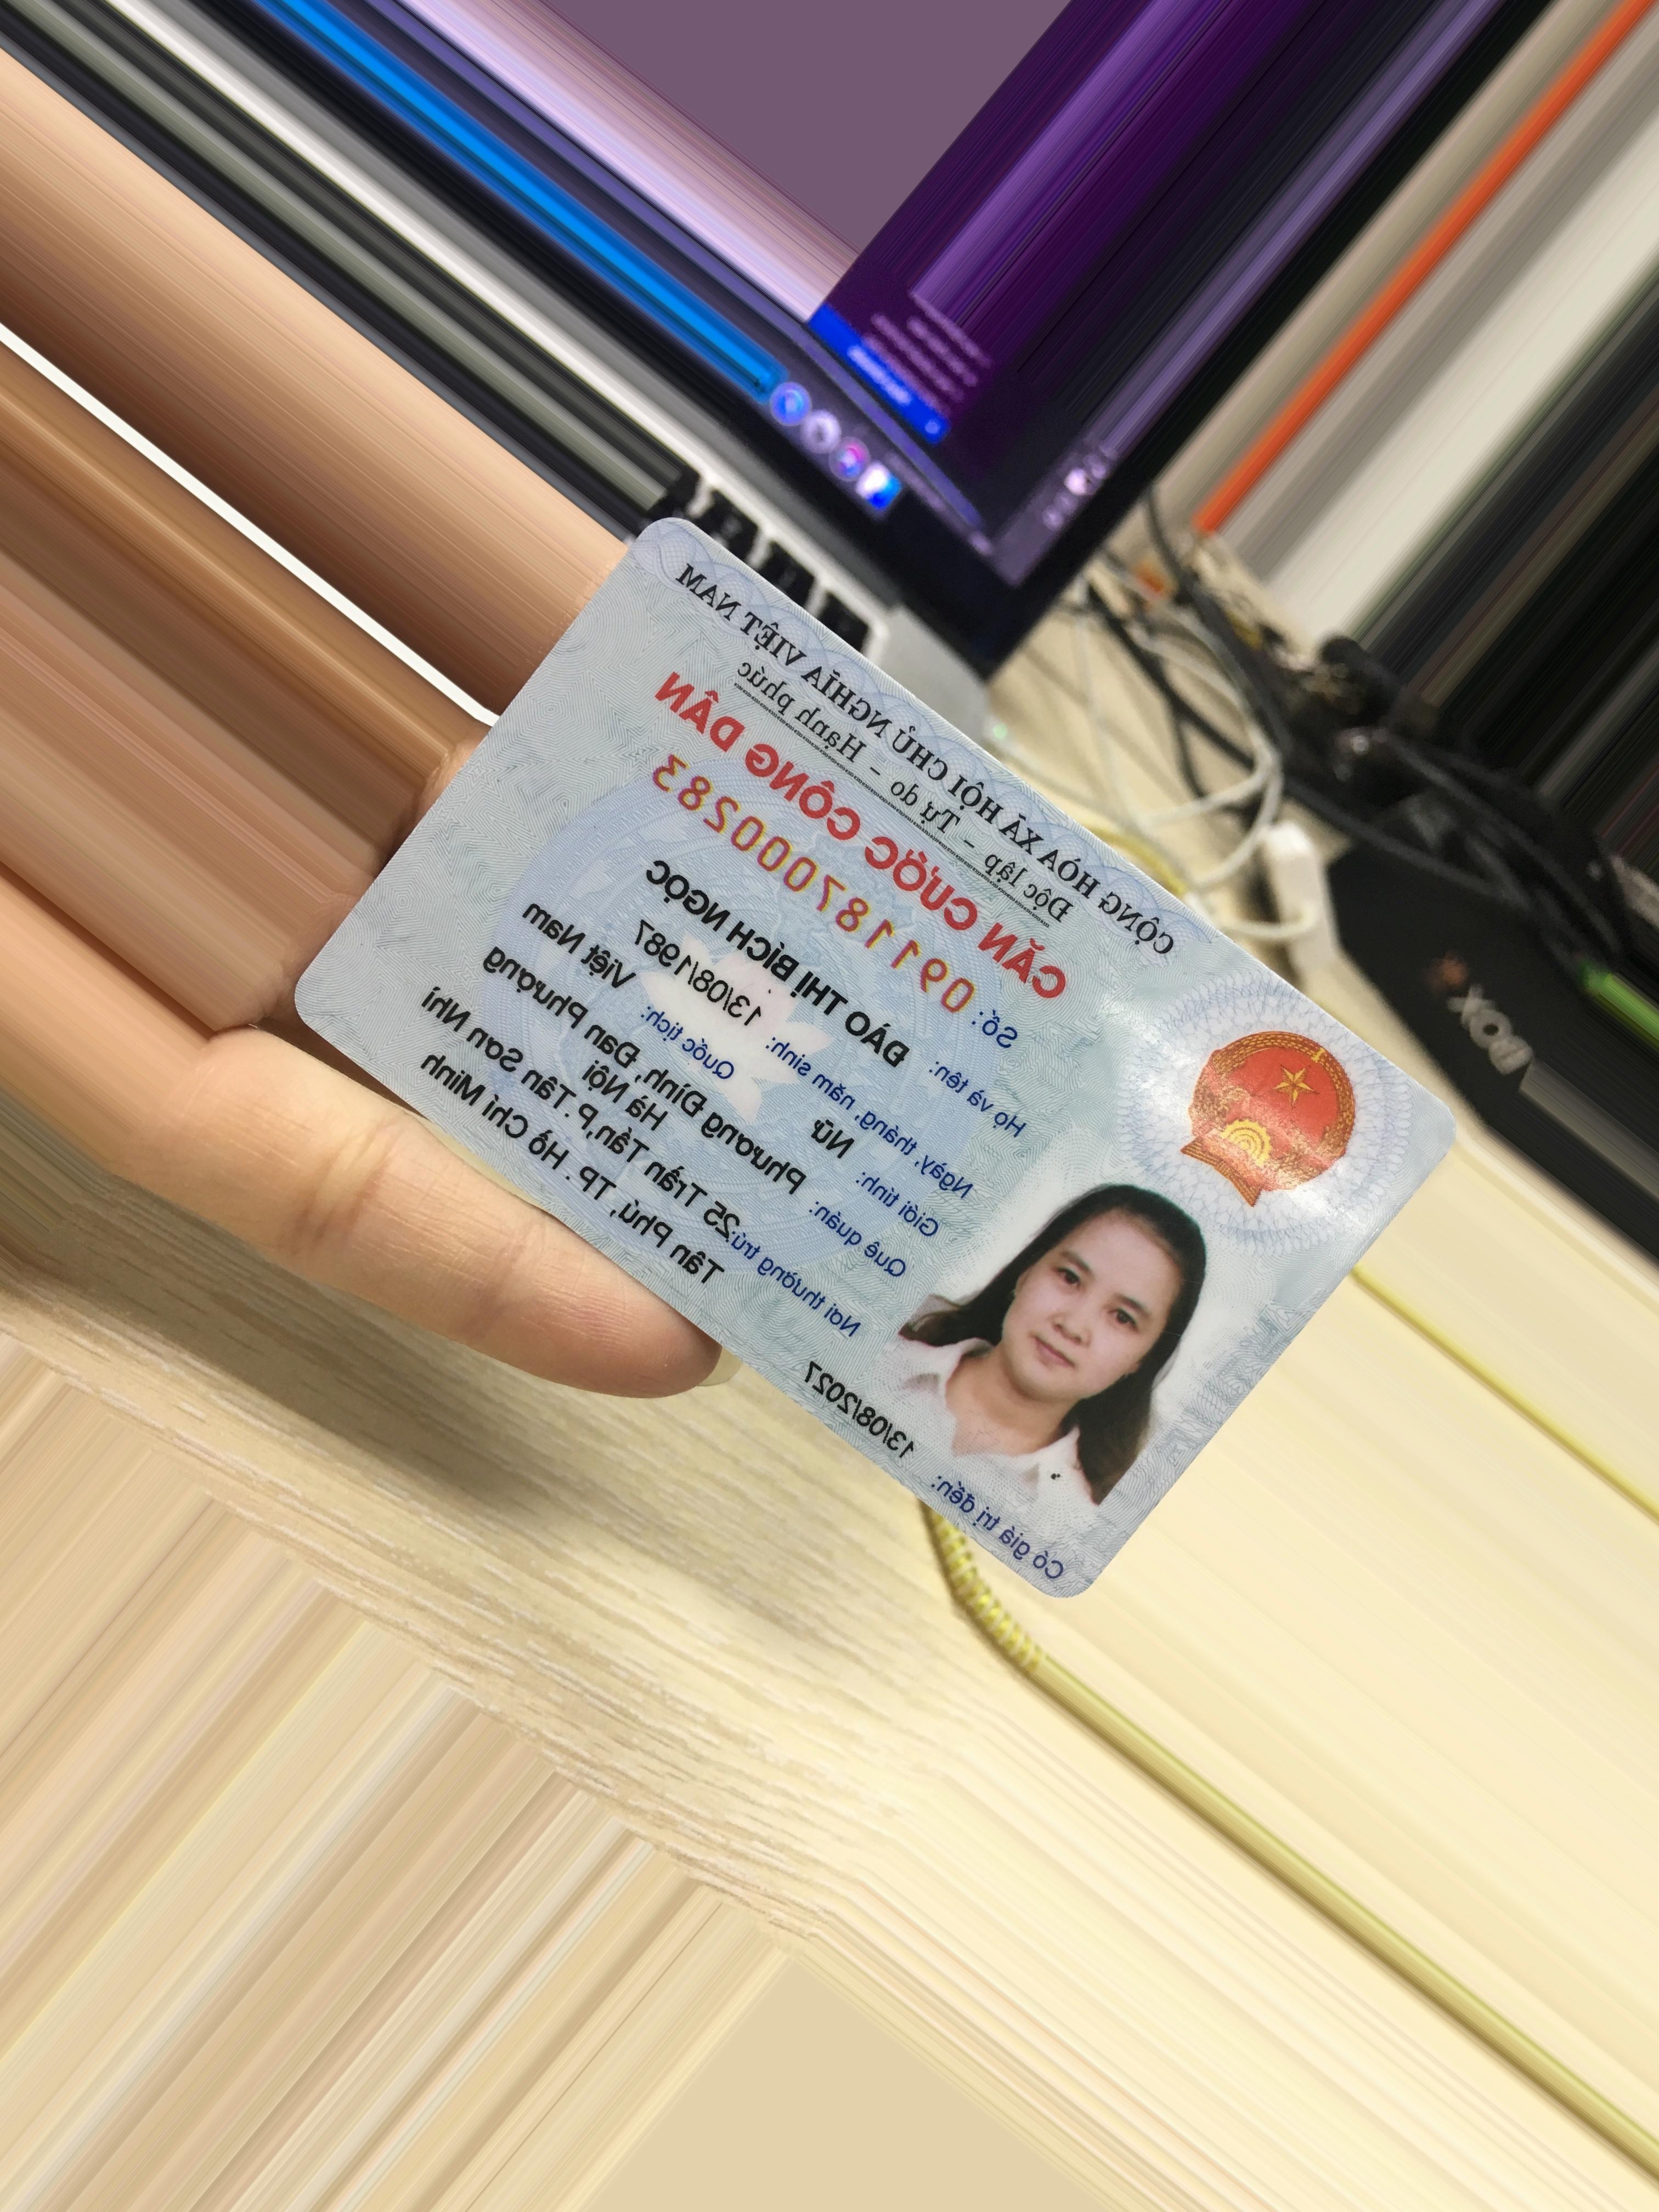 CỘNG HÒA XÃ HỘI CHỦ NGHĨA VIỆT NAM
Độc lập - Tự do - Hạnh phúc
CĂN CƯỚC CÔNG DÂN
Số: 091187000283
Họ và tên:
ĐÀO THỊ BÍCH NGỌC
Ngày, tháng, năm sinh: 13/08/1987
Giới tính: Nữ Quốc tịch: Việt Nam
Quê quán: Phương Đình, Đan Phượng
Hà Nội
Nơi thường trú: 25 Trần Tấn, P. Tân Sơn Nhì
Tân Phú, TP. Hồ Chí Minh
Có giá trị đến: 13/08/2027